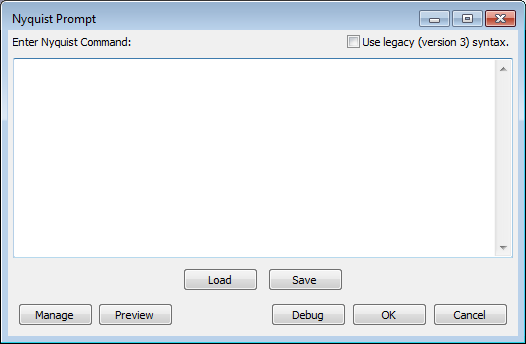 Nyquist Prompt
Enter Nyquist Command: Use legacy (version 3) syntax.
Load Save
Manage Preview Debug OK Cancel